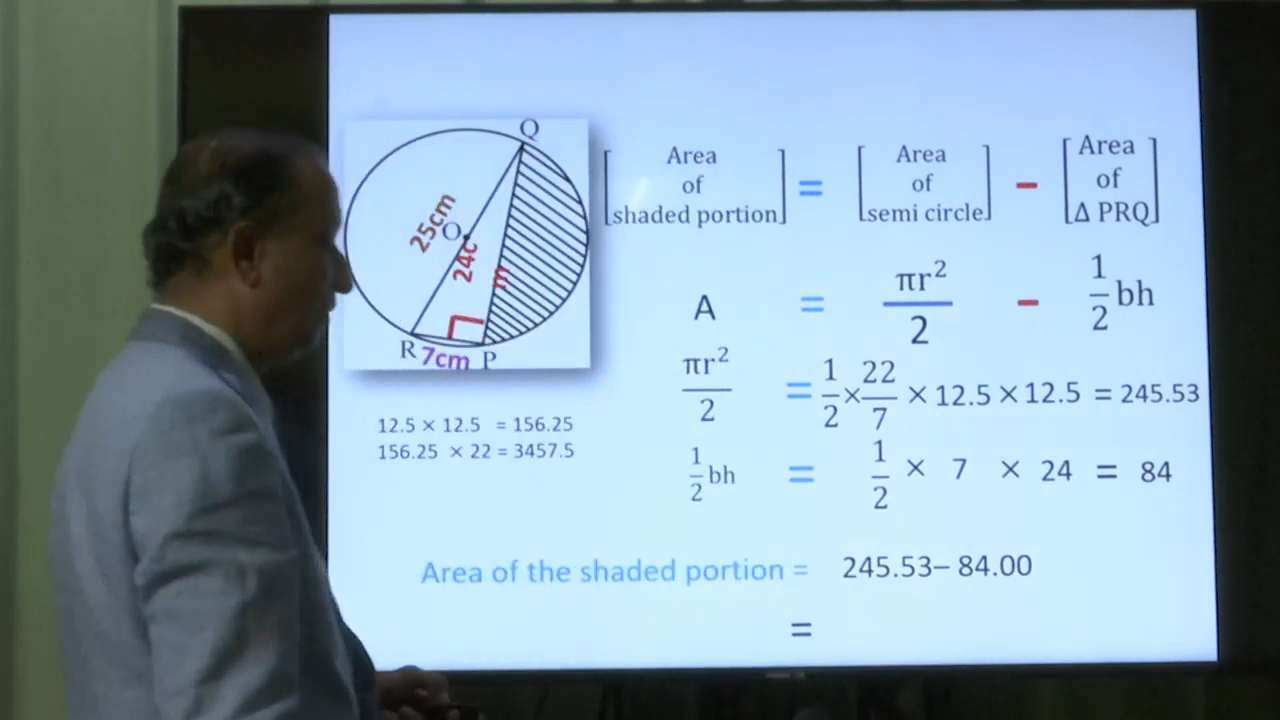 Q
25cm
O
24c
m
R 7cm P
12.5 × 12.5 = 156.25
156.25 × 22 = 3457.5
[Area of shaded portion] = [Area of semi circle] − [Area of Δ PRQ]
A = πr²/2 − 1/2 bh
πr²/2 = 1/2 × 22/7 × 12.5 × 12.5 = 245.53
1/2 bh = 1/2 × 7 × 24 = 84
Area of the shaded portion = 245.53– 84.00
=